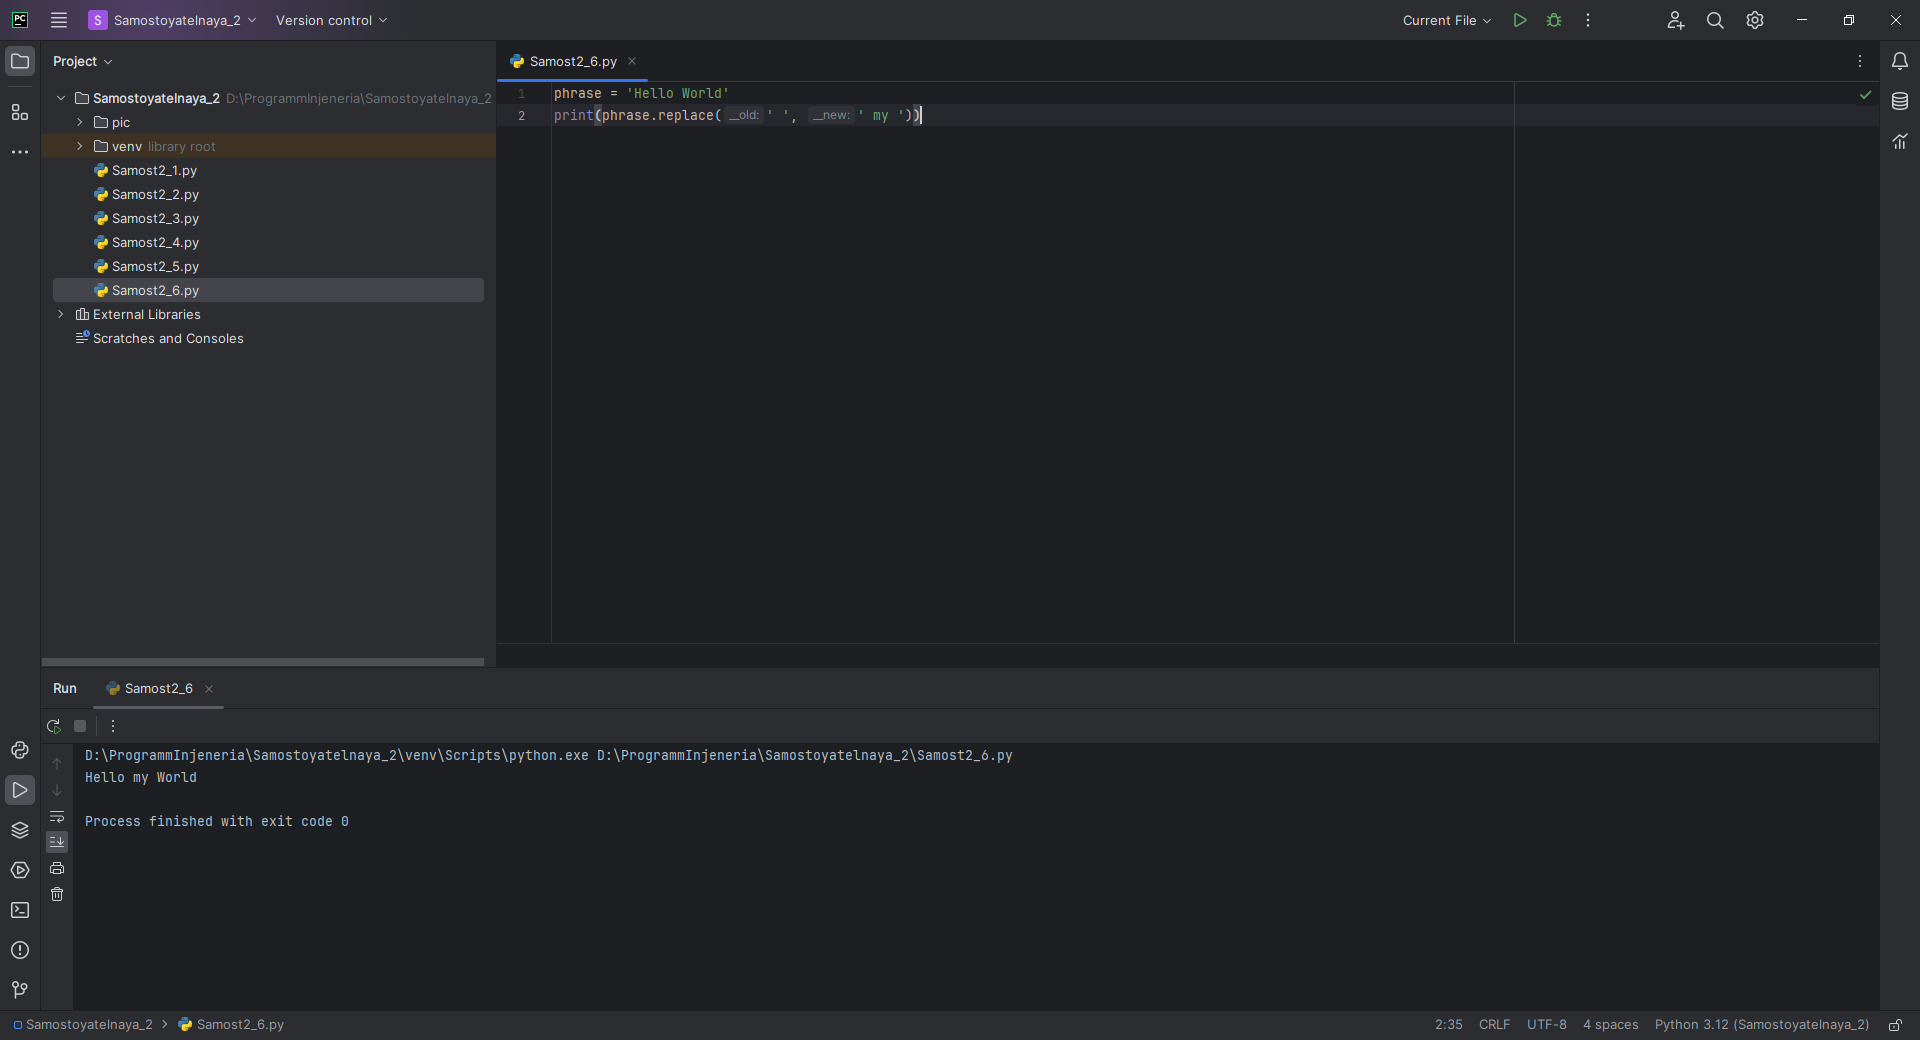 PC
S Samostoyatelnaya_2 Version control Current File
Project
Samostoyatelnaya_2 D:\ProgrammInjeneria\Samostoyatelnaya_2
pic
venv library root
Samost2_1.py
Samost2_2.py
Samost2_3.py
Samost2_4.py
Samost2_5.py
Samost2_6.py
External Libraries
Scratches and Consoles
Samost2_6.py
1 phrase = 'Hello World'
2 print(phrase.replace( __old: ' ', __new: ' my '))
Run Samost2_6
D:\ProgrammInjeneria\Samostoyatelnaya_2\venv\Scripts\python.exe D:\ProgrammInjeneria\Samostoyatelnaya_2\Samost2_6.py
Hello my World
Process finished with exit code 0
Samostoyatelnaya_2 Samost2_6.py 2:35 CRLF UTF-8 4 spaces Python 3.12 (Samostoyatelnaya_2)